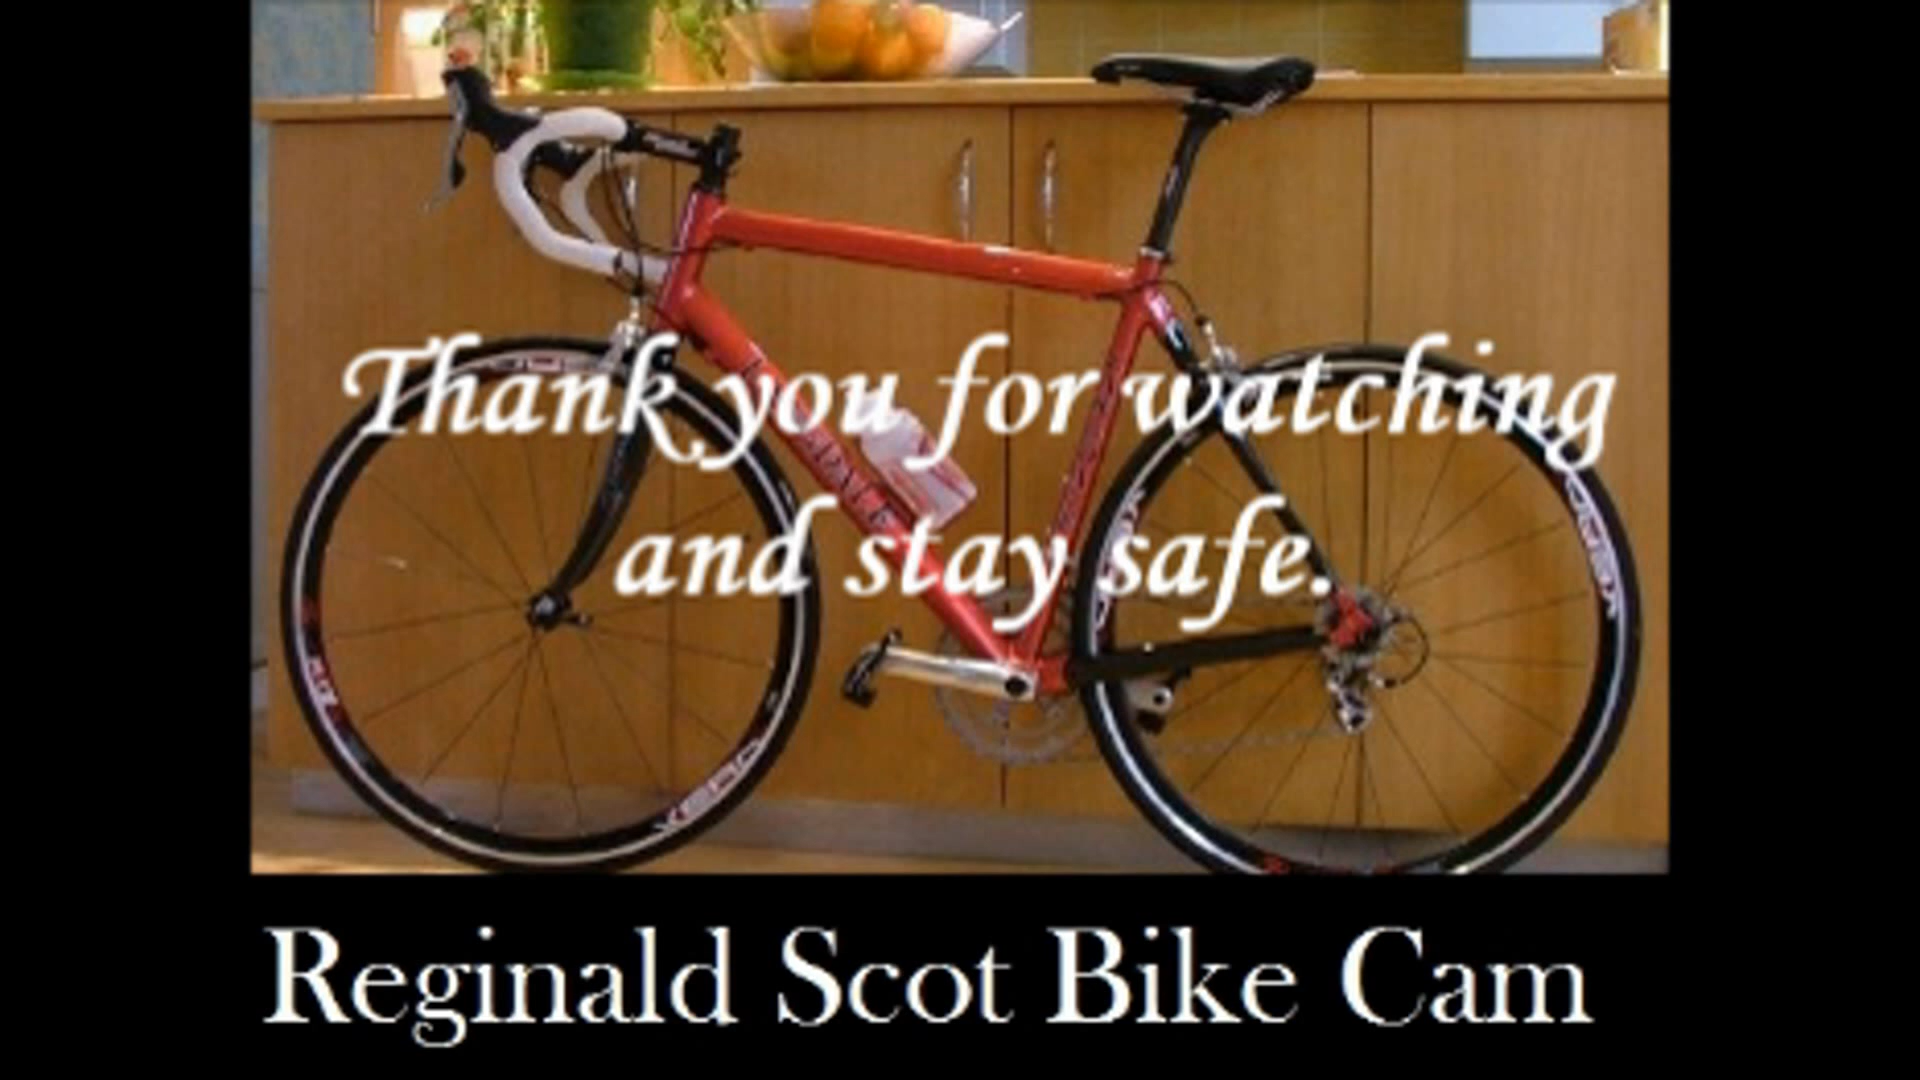 Thank you for watching
and stay safe.
Reginald Scot Bike Cam